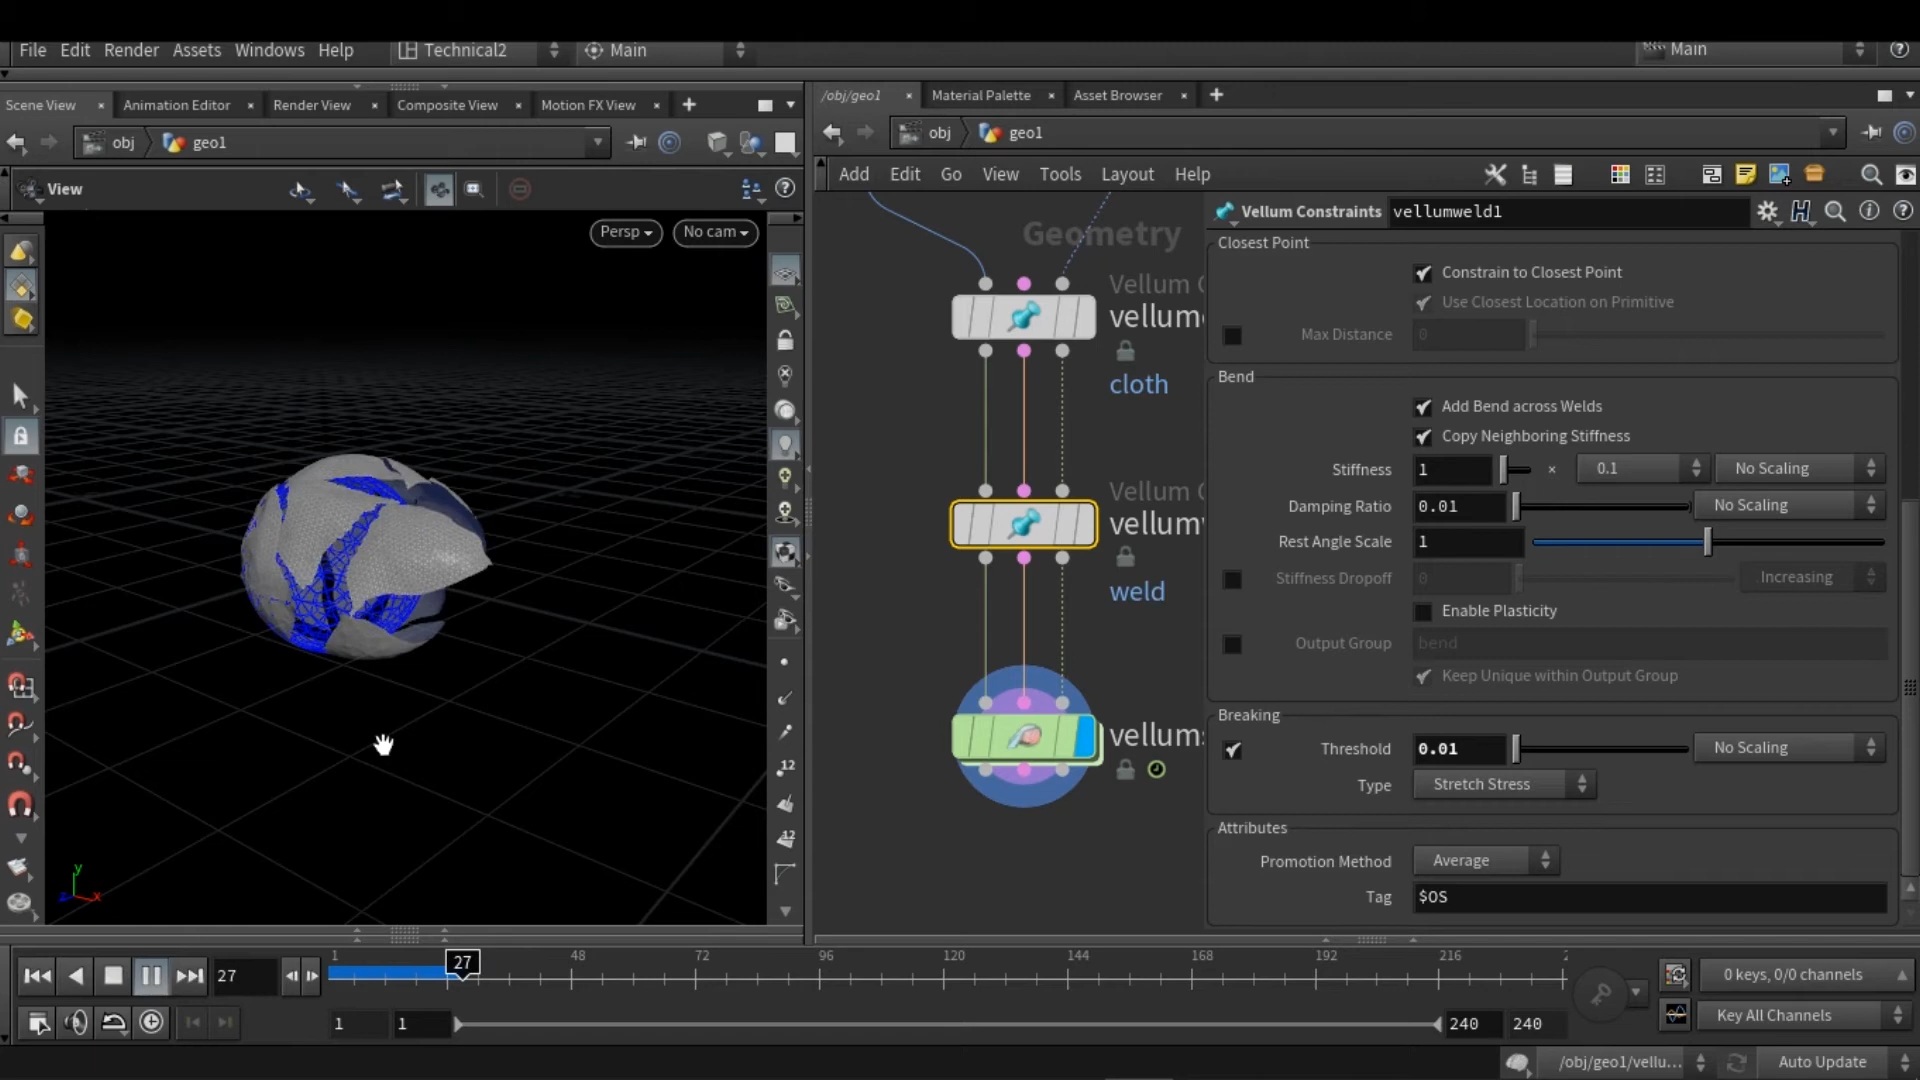 File Edit Render Assets Windows Help Technical2 Main Main
Scene View Animation Editor Render View Composite View Motion FX View
/obj/geo1 Material Palette Asset Browser
obj geo1
obj geo1
Add Edit Go View Tools Layout Help
View
Persp No cam
Vellum Constraints vellumweld1
Geometry
Vellum C
vellum
cloth
Vellum C
weld
vellum
Closest Point
Constrain to Closest Point
Use Closest Location on Primitive
Max Distance 0
Bend
Add Bend across Welds
Copy Neighboring Stiffness
Stiffness 1 × 0.1 No Scaling
Damping Ratio 0.01 No Scaling
Rest Angle Scale 1
Stiffness Dropoff 0 Increasing
Enable Plasticity
Output Group bend
Keep Unique within Output Group
Breaking
Threshold 0.01 No Scaling
Type Stretch Stress
Attributes
Promotion Method Average
Tag $OS
12
12
y
z x
27 1 27 48 72 96 120 144 168 192 216 2
0 keys, 0/0 channels
1 1 240 240 Key All Channels
/obj/geo1/vellu... Auto Update